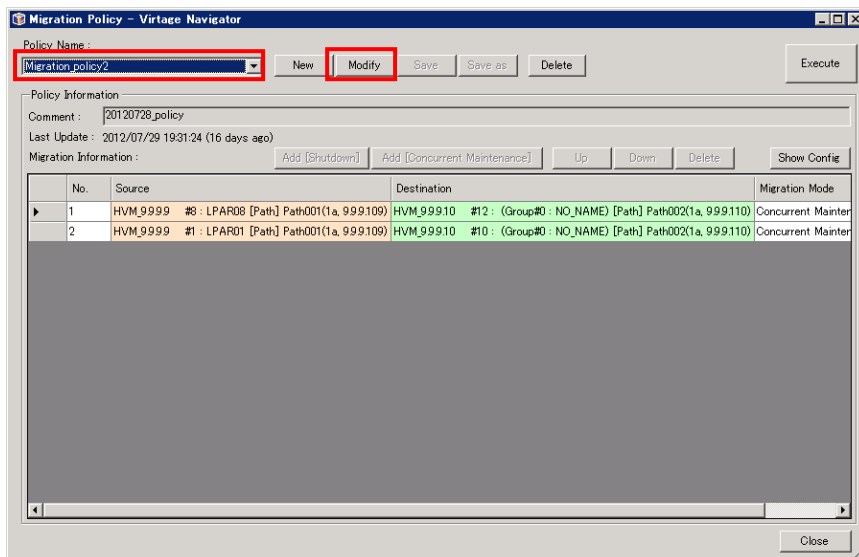 Migration Policy - Virtage Navigator
Policy Name :
Migration_policy2 New Modify Save Save as Delete Execute
Policy Information
Comment : 20120728_policy
Last Update : 2012/07/29 19:31:24 (16 days ago)
Migration Information : Add [Shutdown] Add [Concurrent Maintenance] Up Down Delete Show Config
No. Source Destination Migration Mode
1 HVM_9.9.9.9 #8 : LPAR08 [Path] Path001(1a, 9.9.9.109) HVM_9.9.9.10 #12 : (Group#0 : NO_NAME) [Path] Path002(1a, 9.9.9.110) Concurrent Mainter
2 HVM_9.9.9.9 #1 : LPAR01 [Path] Path001(1a, 9.9.9.109) HVM_9.9.9.10 #10 : (Group#0 : NO_NAME) [Path] Path002(1a, 9.9.9.110) Concurrent Mainter
Close